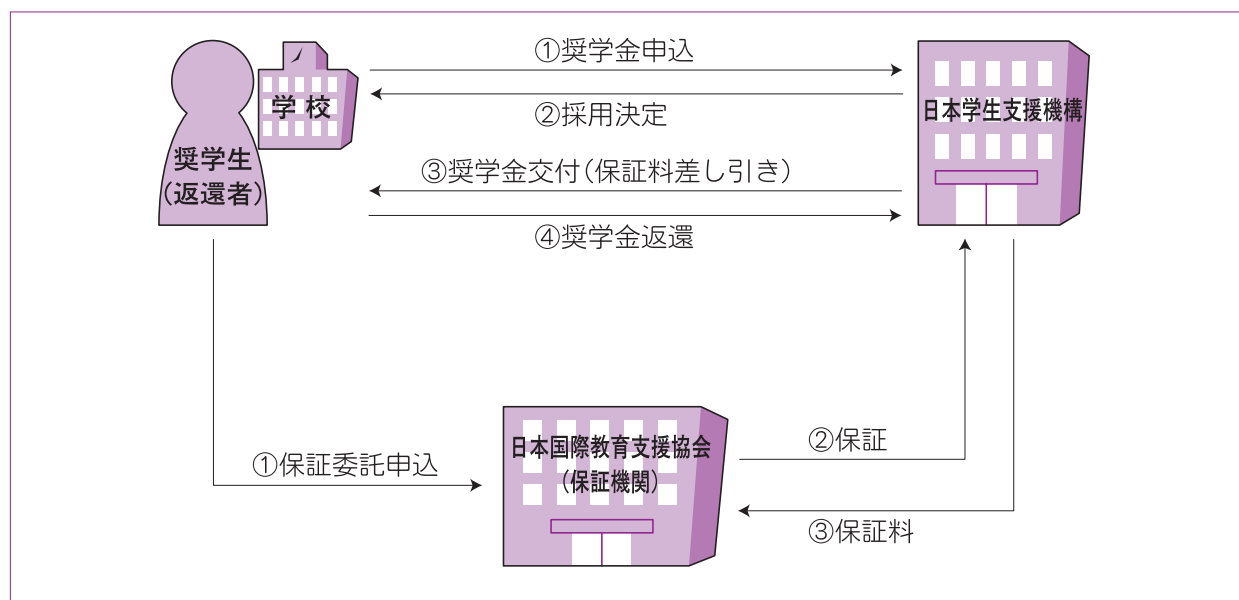 ①奨学金申込
②採用決定
学校
日本学生支援機構
奨学生
(返還者)
③奨学金交付(保証料差し引き)
④奨学金返還
①保証委託申込
日本国際教育支援協会
(保証機関)
②保証
③保証料